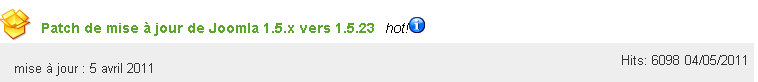 Patch de mise à jour de Joomla 1.5.x vers 1.5.23 hot!
Hits: 6098 04/05/2011
mise à jour : 5 avril 2011